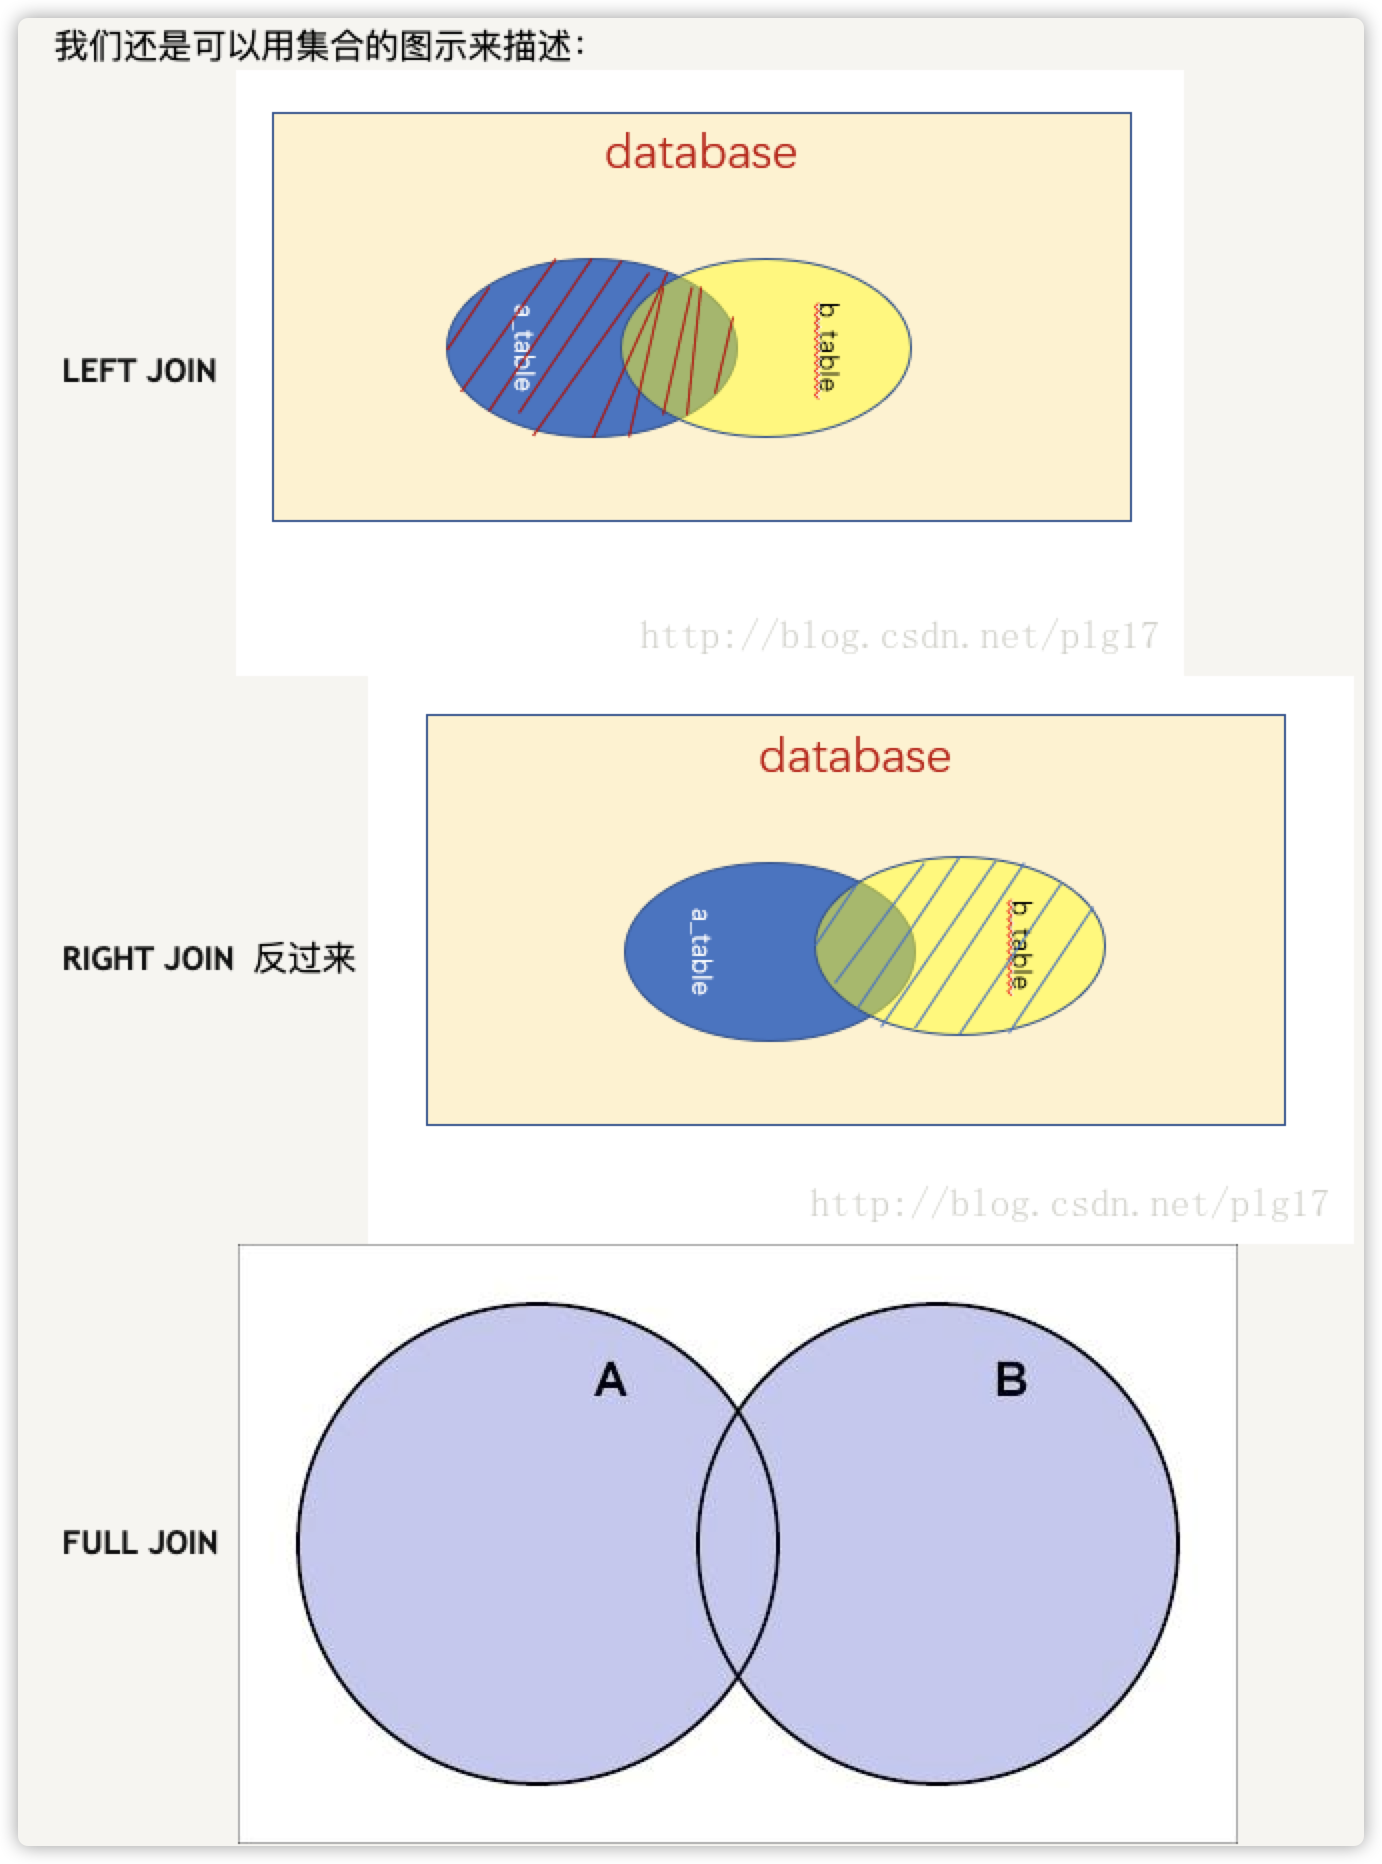 我们还是可以用集合的图示来描述：
database
a_table
b_table
LEFT JOIN
http://blog.csdn.net/plg17
database
a_table
b_table
RIGHT JOIN 反过来
http://blog.csdn.net/plg17
A
B
FULL JOIN